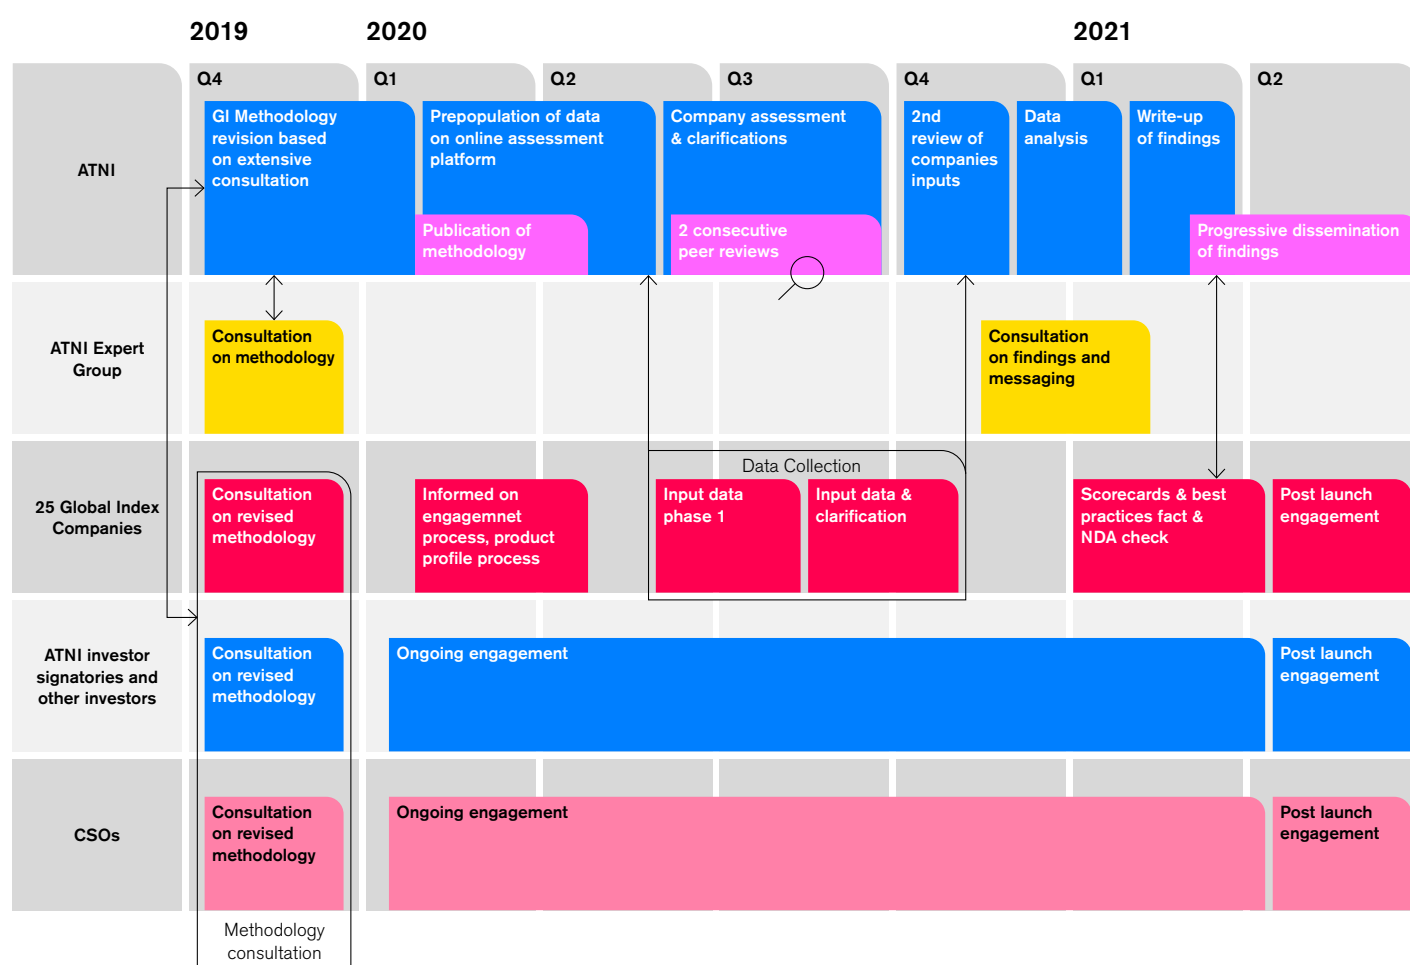 2019
2020
2021
Q4
Q1
Q2
Q3
Q4
Q1
Q2
ATNI
GI Methodology
revision based
on extensive
consultation
Prepopulation of data
on online assessment
platform
Publication of
methodology
Company assessment
& clarifications
2 consecutive
peer reviews
2nd
review of
companies
inputs
Data
analysis
Write-up
of findings
Progressive dissemination
of findings
ATNI Expert
Group
Consultation
on methodology
Consultation
on findings and
messaging
25 Global Index
Companies
Consultation
on revised
methodology
Informed on
engagemnet
process, product
profile process
Data Collection
Input data
phase 1
Input data &
clarification
Scorecards & best
practices fact &
NDA check
Post launch
engagement
ATNI investor
signatories and
other investors
Consultation
on revised
methodology
Ongoing engagement
Post launch
engagement
CSOs
Consultation
on revised
methodology
Ongoing engagement
Post launch
engagement
Methodology
consultation